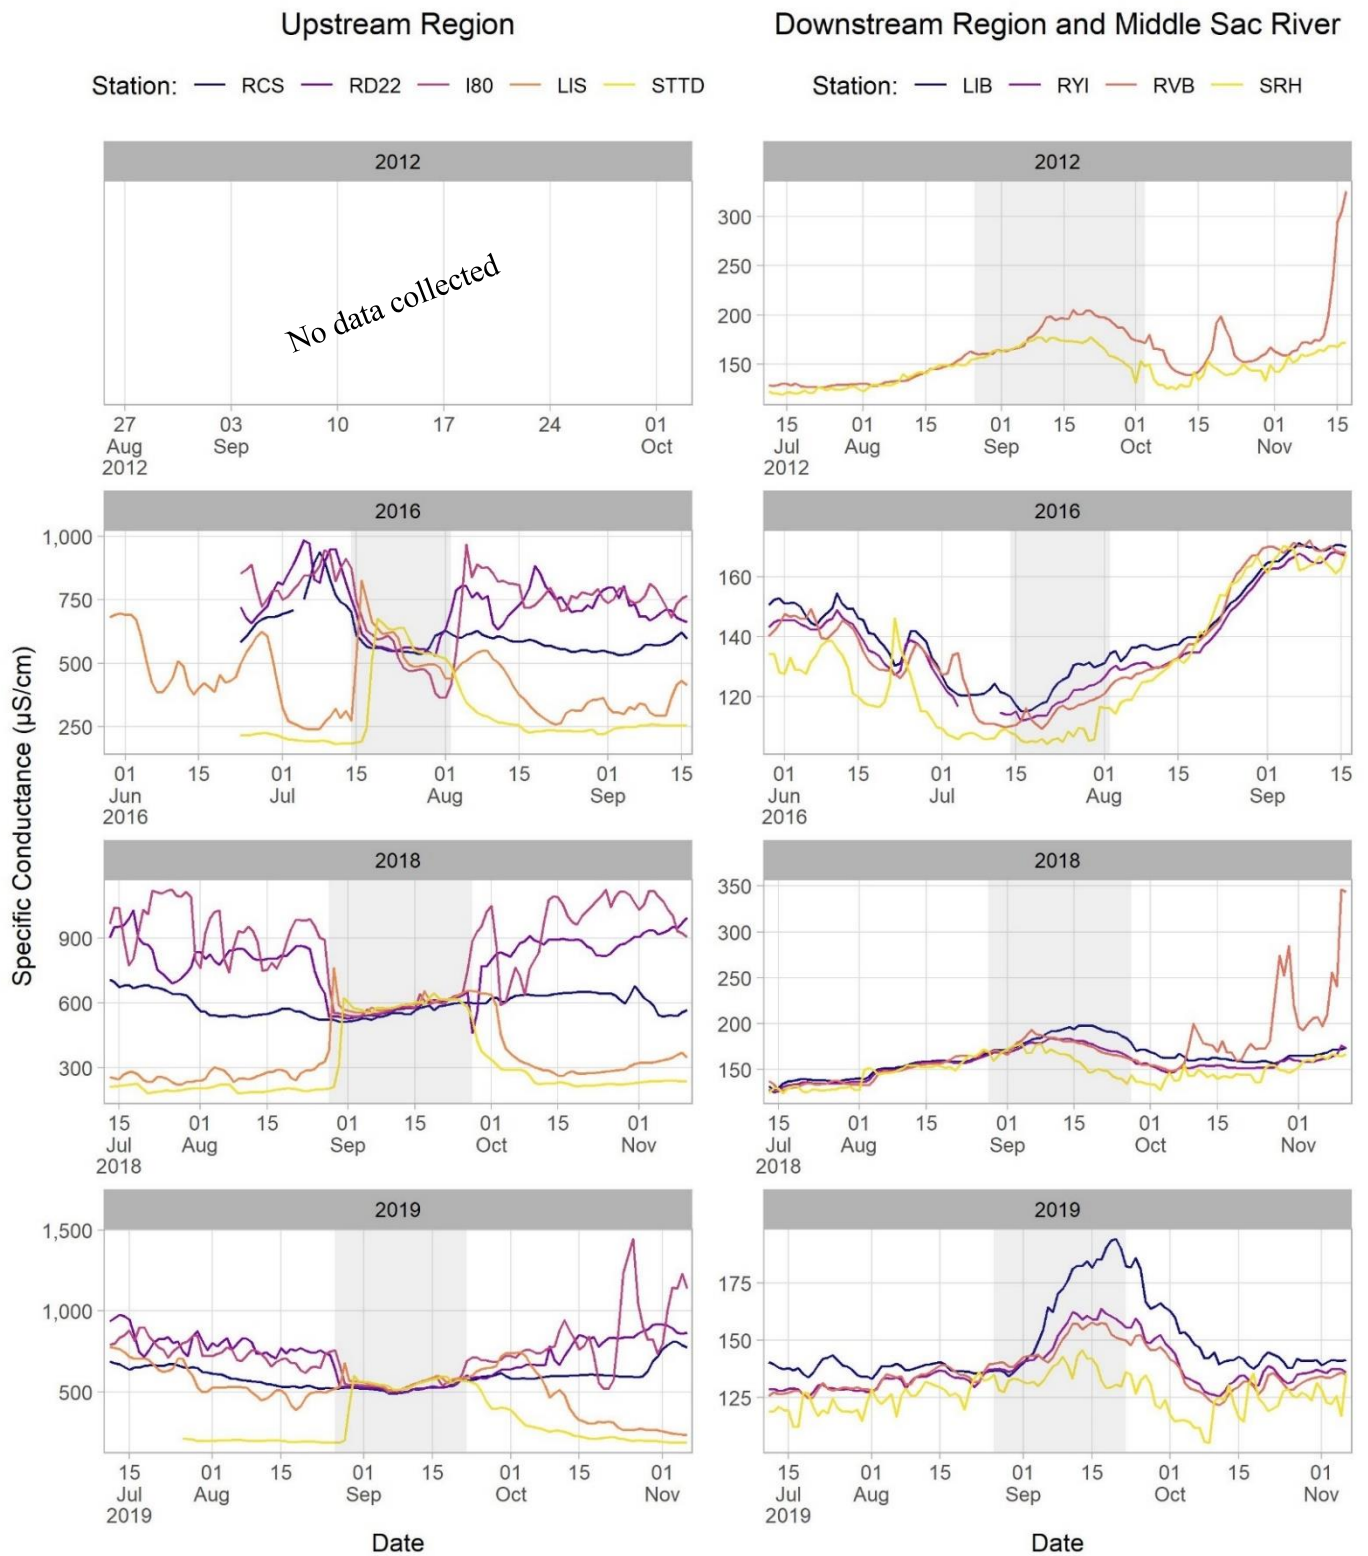 Upstream Region
Downstream Region and Middle Sac River
Station: RCS RD22 I80 LIS STTD
Station: LIB RYI RVB SRH
2012
No data collected
27 03 10 17 24 01
Aug Sep Oct
2012
2012
300
250
200
150
15 01 15 01 15 01 15 01 15
Jul Aug Sep Oct Nov
2012
Specific Conductance (µS/cm)
2016
1,000
750
500
250
01 15 01 15 01 15 01 15
Jun Jul Aug Sep
2016
2016
160
140
120
01 15 01 15 01 15 01 15
Jun Jul Aug Sep
2016
2018
900
600
300
15 01 15 01 15 01 15 01
Jul Aug Sep Oct Nov
2018
2018
350
300
250
200
150
15 01 15 01 15 01 15 01
Jul Aug Sep Oct Nov
2018
2019
1,500
1,000
500
15 01 15 01 15 01 15 01
Jul Aug Sep Oct Nov
2019
Date
2019
175
150
125
15 01 15 01 15 01 15 01
Jul Aug Sep Oct Nov
2019
Date